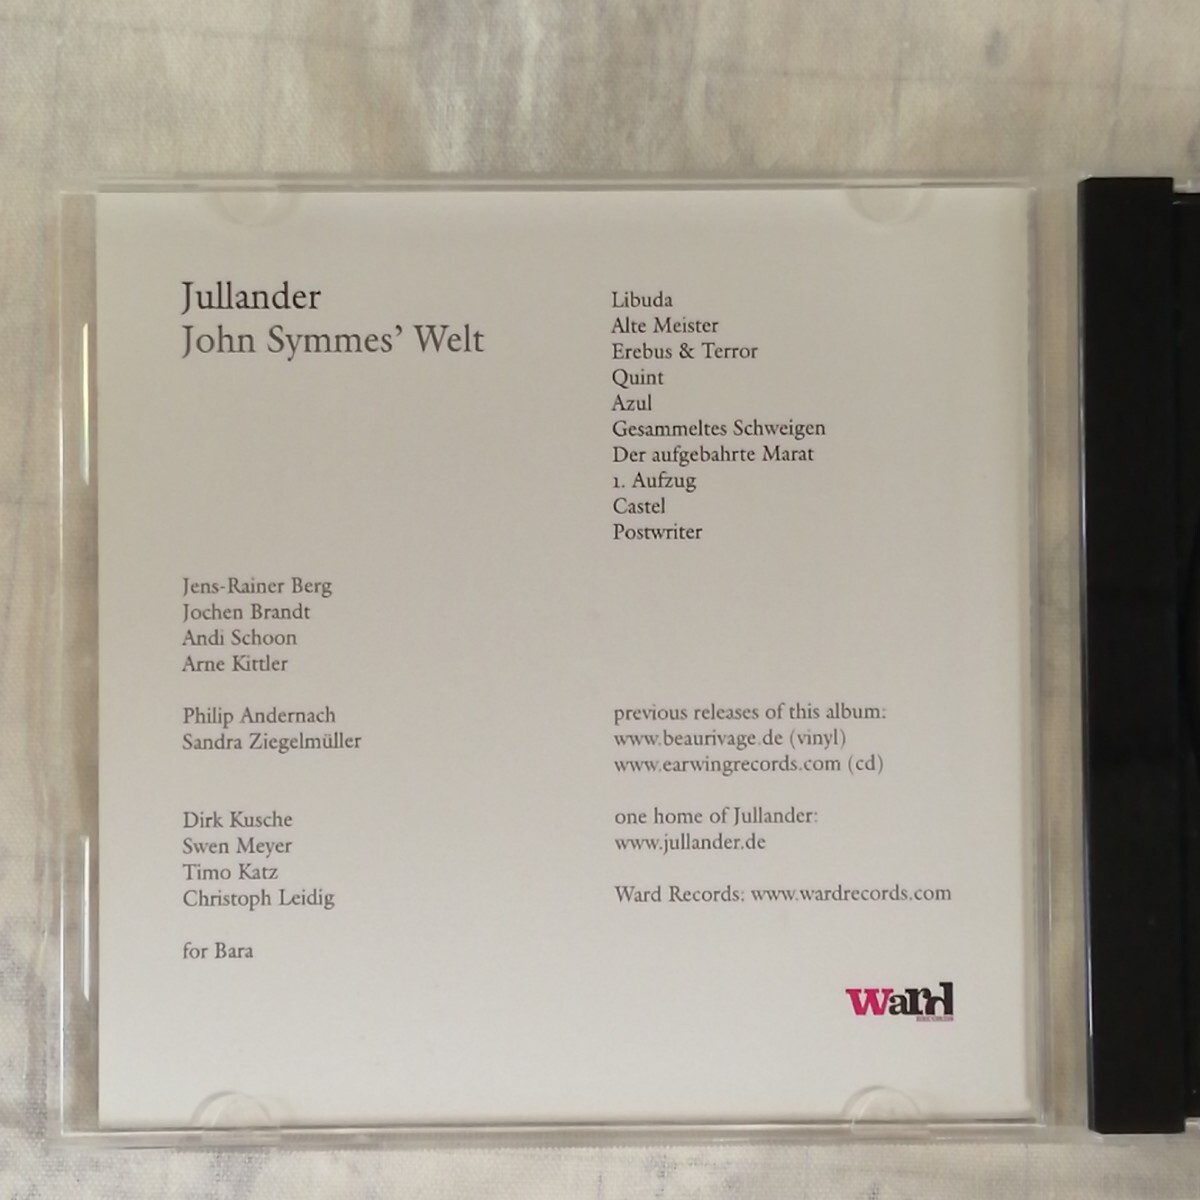 Jullander
John Symmes’ Welt
Libuda
Alte Meister
Erebus & Terror
Quint
Azul
Gesammeltes Schweigen
Der aufgebahrte Marat
1. Aufzug
Castel
Postwriter
Jens-Rainer Berg
Jochen Brandt
Andi Schoon
Arne Kittler
Philip Andernach
Sandra Ziegelmüller
Dirk Kusche
Swen Meyer
Timo Katz
Christoph Leidig
for Bara
previous releases of this album:
www.beaurivage.de (vinyl)
www.earwingrecords.com (cd)
one home of Jullander:
www.jullander.de
Ward Records: www.wardrecords.com
ward
RECORDS